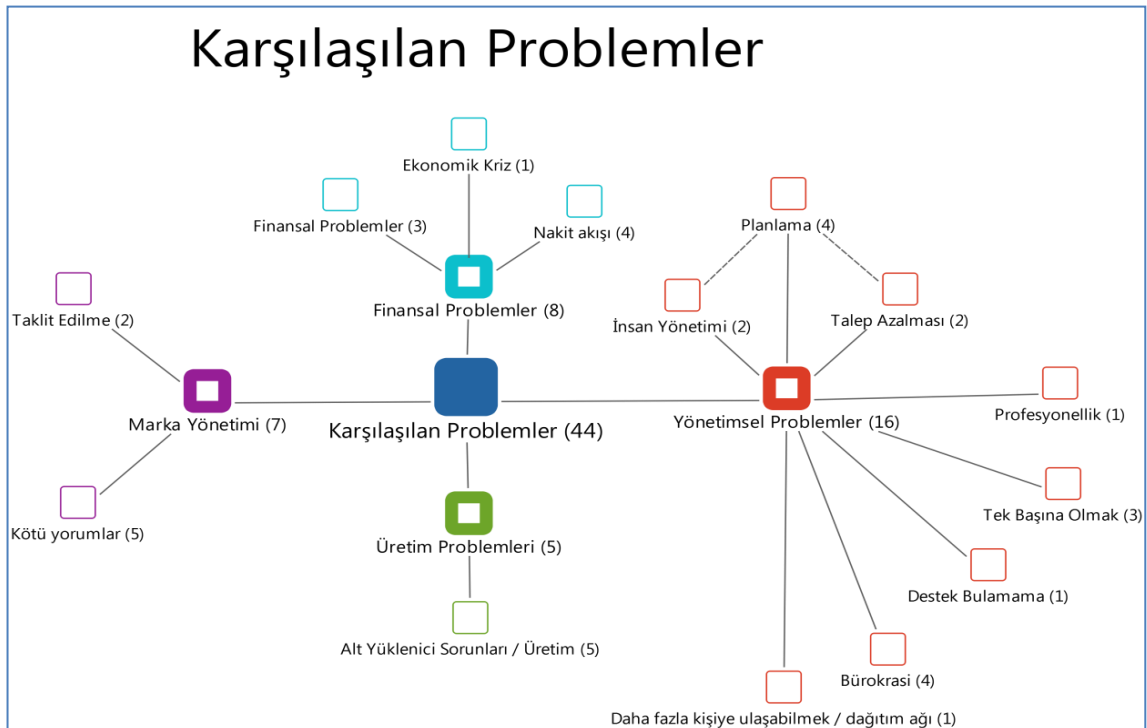 Karşılaşılan Problemler
Ekonomik Kriz (1)
Finansal Problemler (3)
Nakit akışı (4)
Planlama (4)
Finansal Problemler (8)
İnsan Yönetimi (2)
Talep Azalması (2)
Taklit Edilme (2)
Marka Yönetimi (7)
Karşılaşılan Problemler (44)
Yönetimsel Problemler (16)
Profesyonellik (1)
Kötü yorumlar (5)
Üretim Problemleri (5)
Tek Başına Olmak (3)
Destek Bulamama (1)
Alt Yüklenici Sorunları / Üretim (5)
Bürokrasi (4)
Daha fazla kişiye ulaşabilmek / dağıtım ağı (1)